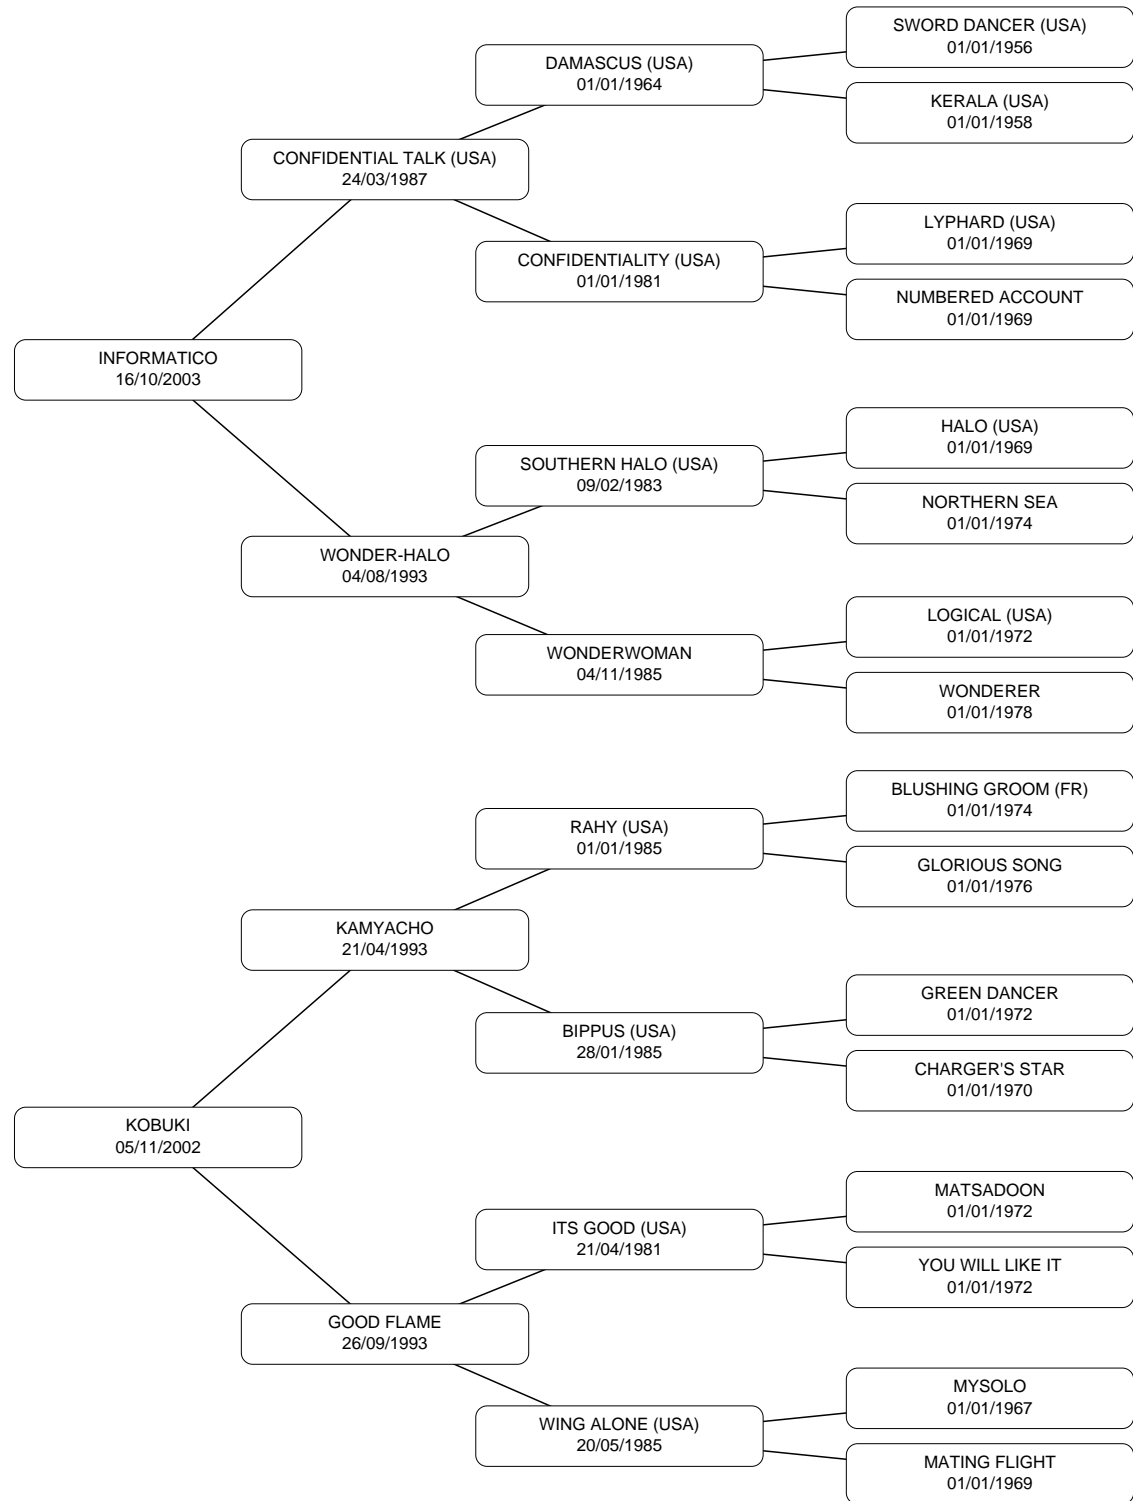 SWORD DANCER (USA)
01/01/1956
DAMASCUS (USA)
01/01/1964
KERALA (USA)
01/01/1958
CONFIDENTIAL TALK (USA)
24/03/1987
LYPHARD (USA)
01/01/1969
CONFIDENTIALITY (USA)
01/01/1981
NUMBERED ACCOUNT
01/01/1969
INFORMATICO
16/10/2003
HALO (USA)
01/01/1969
SOUTHERN HALO (USA)
09/02/1983
NORTHERN SEA
01/01/1974
WONDER-HALO
04/08/1993
LOGICAL (USA)
01/01/1972
WONDERWOMAN
04/11/1985
WONDERER
01/01/1978
BLUSHING GROOM (FR)
01/01/1974
RAHY (USA)
01/01/1985
GLORIOUS SONG
01/01/1976
KAMYACHO
21/04/1993
GREEN DANCER
01/01/1972
BIPPUS (USA)
28/01/1985
CHARGER'S STAR
01/01/1970
KOBUKI
05/11/2002
MATSADOON
01/01/1972
ITS GOOD (USA)
21/04/1981
YOU WILL LIKE IT
01/01/1972
GOOD FLAME
26/09/1993
MYSOLO
01/01/1967
WING ALONE (USA)
20/05/1985
MATING FLIGHT
01/01/1969